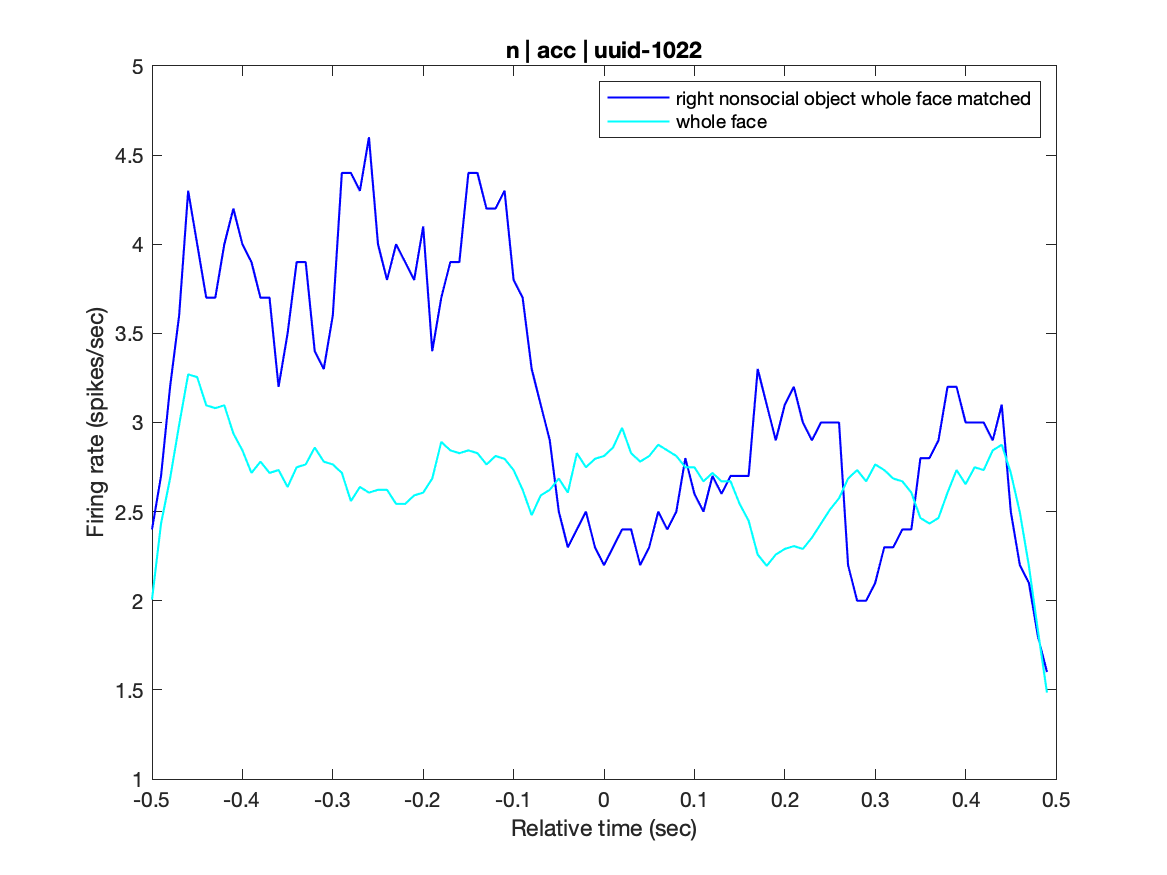 n | acc | uuid-1022
right nonsocial object whole face matched
whole face
Firing rate (spikes/sec)
5
4.5
4
3.5
3
2.5
2
1.5
1
-0.5 -0.4 -0.3 -0.2 -0.1 0 0.1 0.2 0.3 0.4 0.5
Relative time (sec)